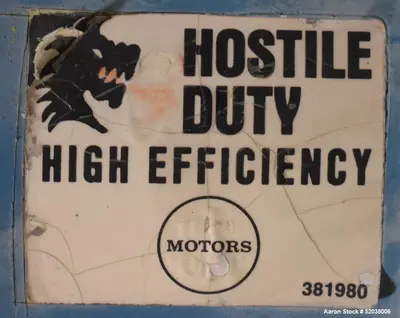 HOSTILE
DUTY
HIGH EFFICIENCY
MOTORS
381980
Aaron Stock # 52038006